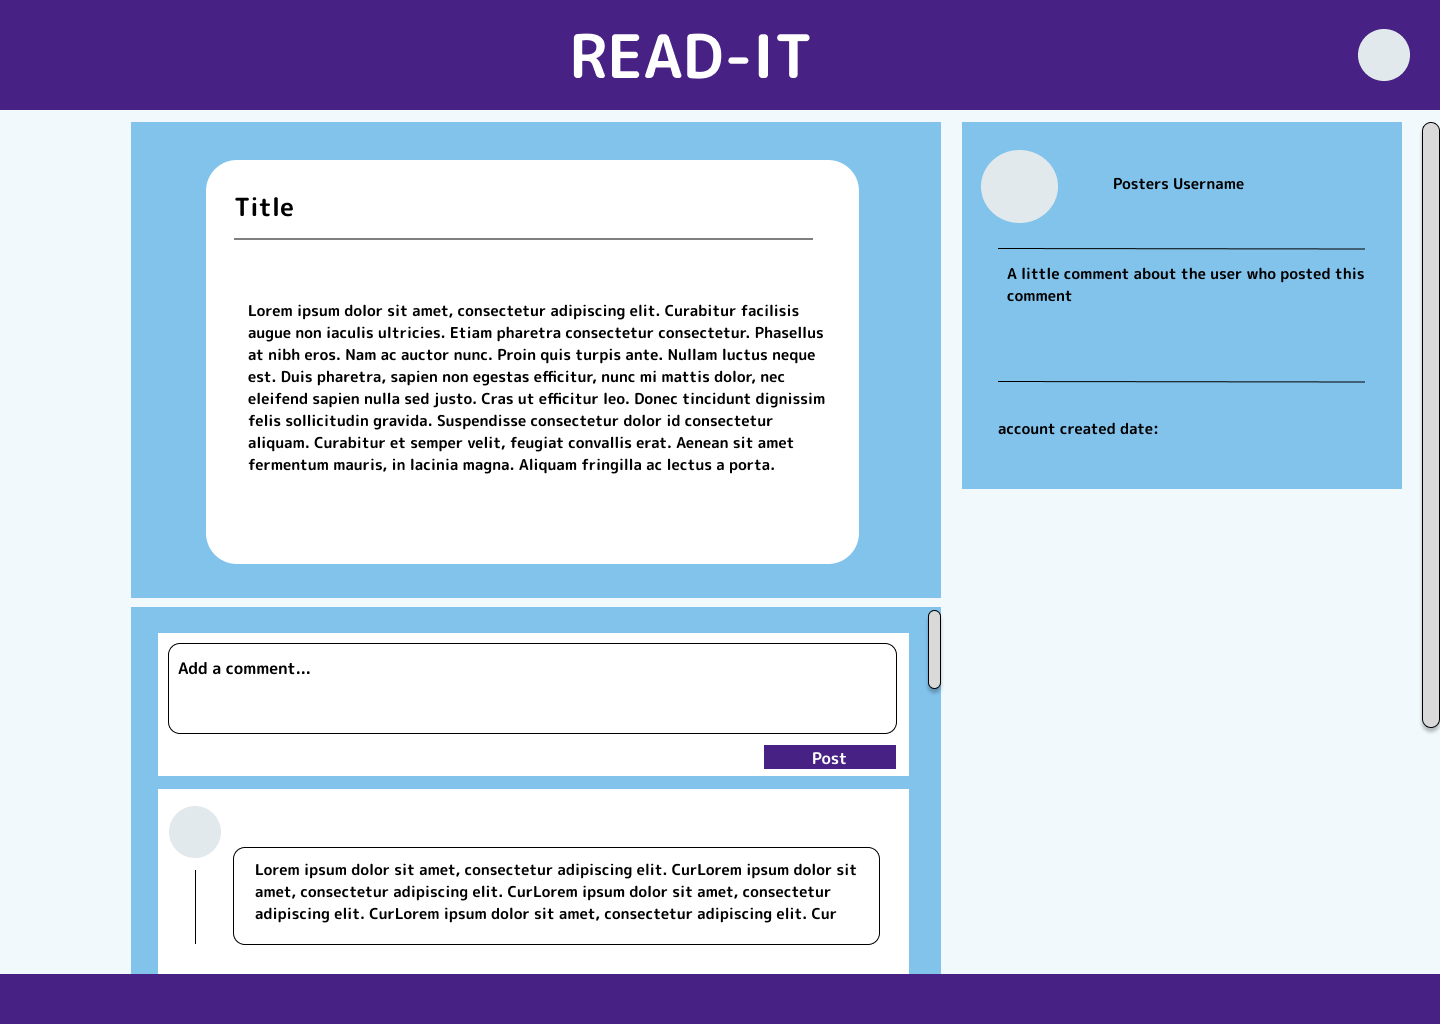 READ-IT
Title
Lorem ipsum dolor sit amet, consectetur adipiscing elit. Curabitur facilisis
augue non iaculis ultricies. Etiam pharetra consectetur consectetur. Phasellus
at nibh eros. Nam ac auctor nunc. Proin quis turpis ante. Nullam luctus neque
est. Duis pharetra, sapien non egestas efficitur, nunc mi mattis dolor, nec
eleifend sapien nulla sed justo. Cras ut efficitur leo. Donec tincidunt dignissim
felis sollicitudin gravida. Suspendisse consectetur dolor id consectetur
aliquam. Curabitur et semper velit, feugiat convallis erat. Aenean sit amet
fermentum mauris, in lacinia magna. Aliquam fringilla ac lectus a porta.
Posters Username
A little comment about the user who posted this
comment
account created date:
Add a comment...
Post
Lorem ipsum dolor sit amet, consectetur adipiscing elit. CurLorem ipsum dolor sit
amet, consectetur adipiscing elit. CurLorem ipsum dolor sit amet, consectetur
adipiscing elit. CurLorem ipsum dolor sit amet, consectetur adipiscing elit. Cur